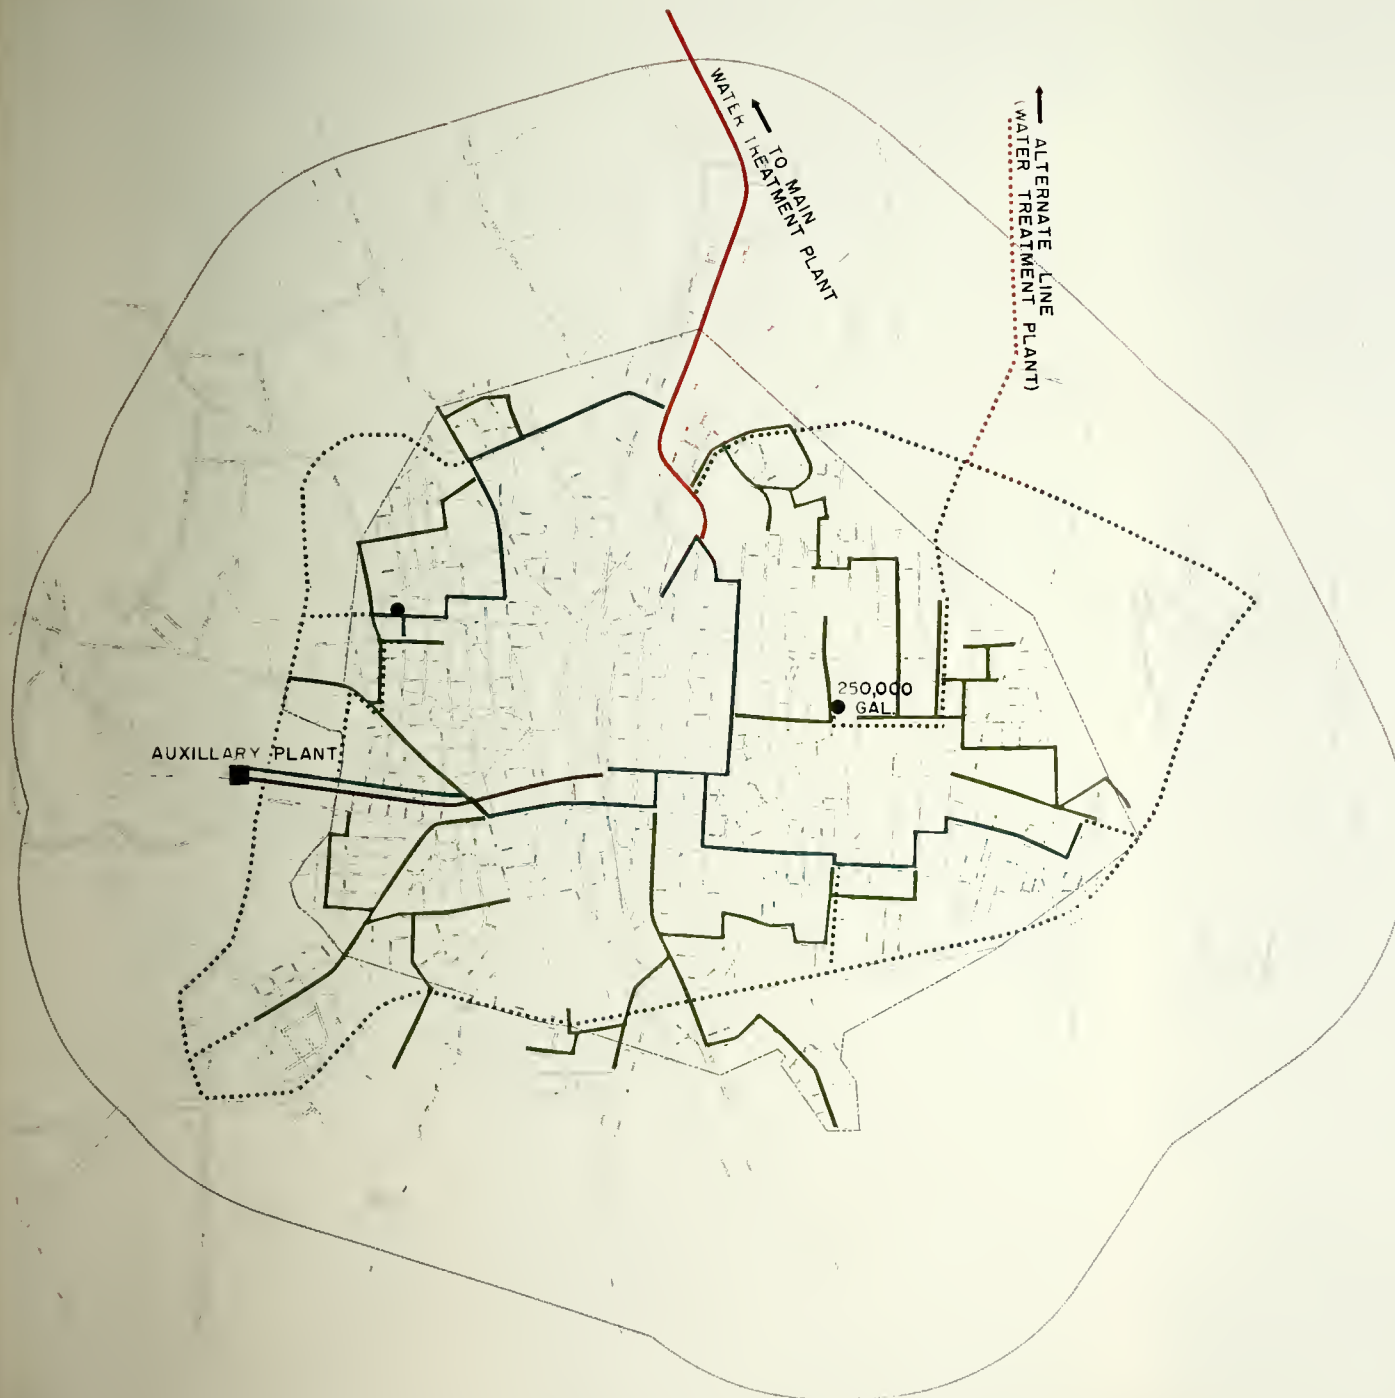 TO MAIN
WATER TREATMENT PLANT
ALTERNATE LINE
(WATER TREATMENT PLANT)
250,000
GAL.
AUXILLARY PLANT